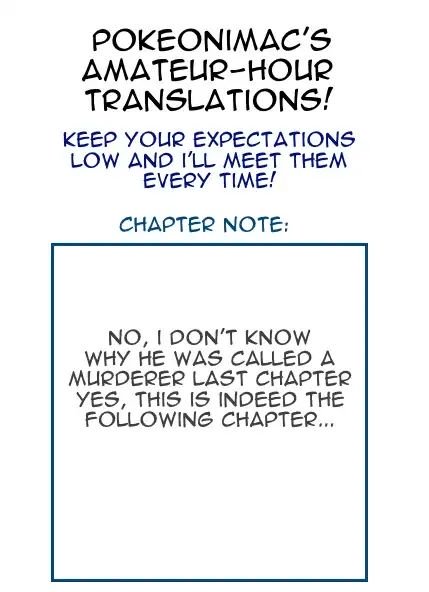 POKEONIMAC'S
AMATEUR-HOUR
TRANSLATIONS!
KEEP YOUR EXPECTATIONS
LOW AND I'LL MEET THEM
EVERY TIME!
CHAPTER NOTE:
NO, I DON'T KNOW
WHY HE WAS CALLED A
MURDERER LAST CHAPTER
YES, THIS IS INDEED THE
FOLLOWING CHAPTER...